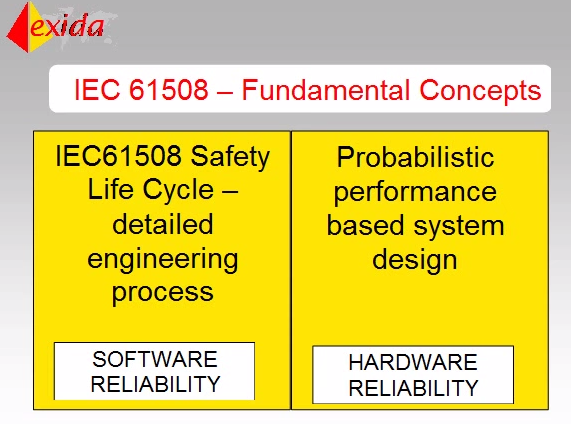 exida
IEC 61508 – Fundamental Concepts
IEC61508 Safety
Life Cycle –
detailed
engineering
process
SOFTWARE
RELIABILITY
Probabilistic
performance
based system
design
HARDWARE
RELIABILITY